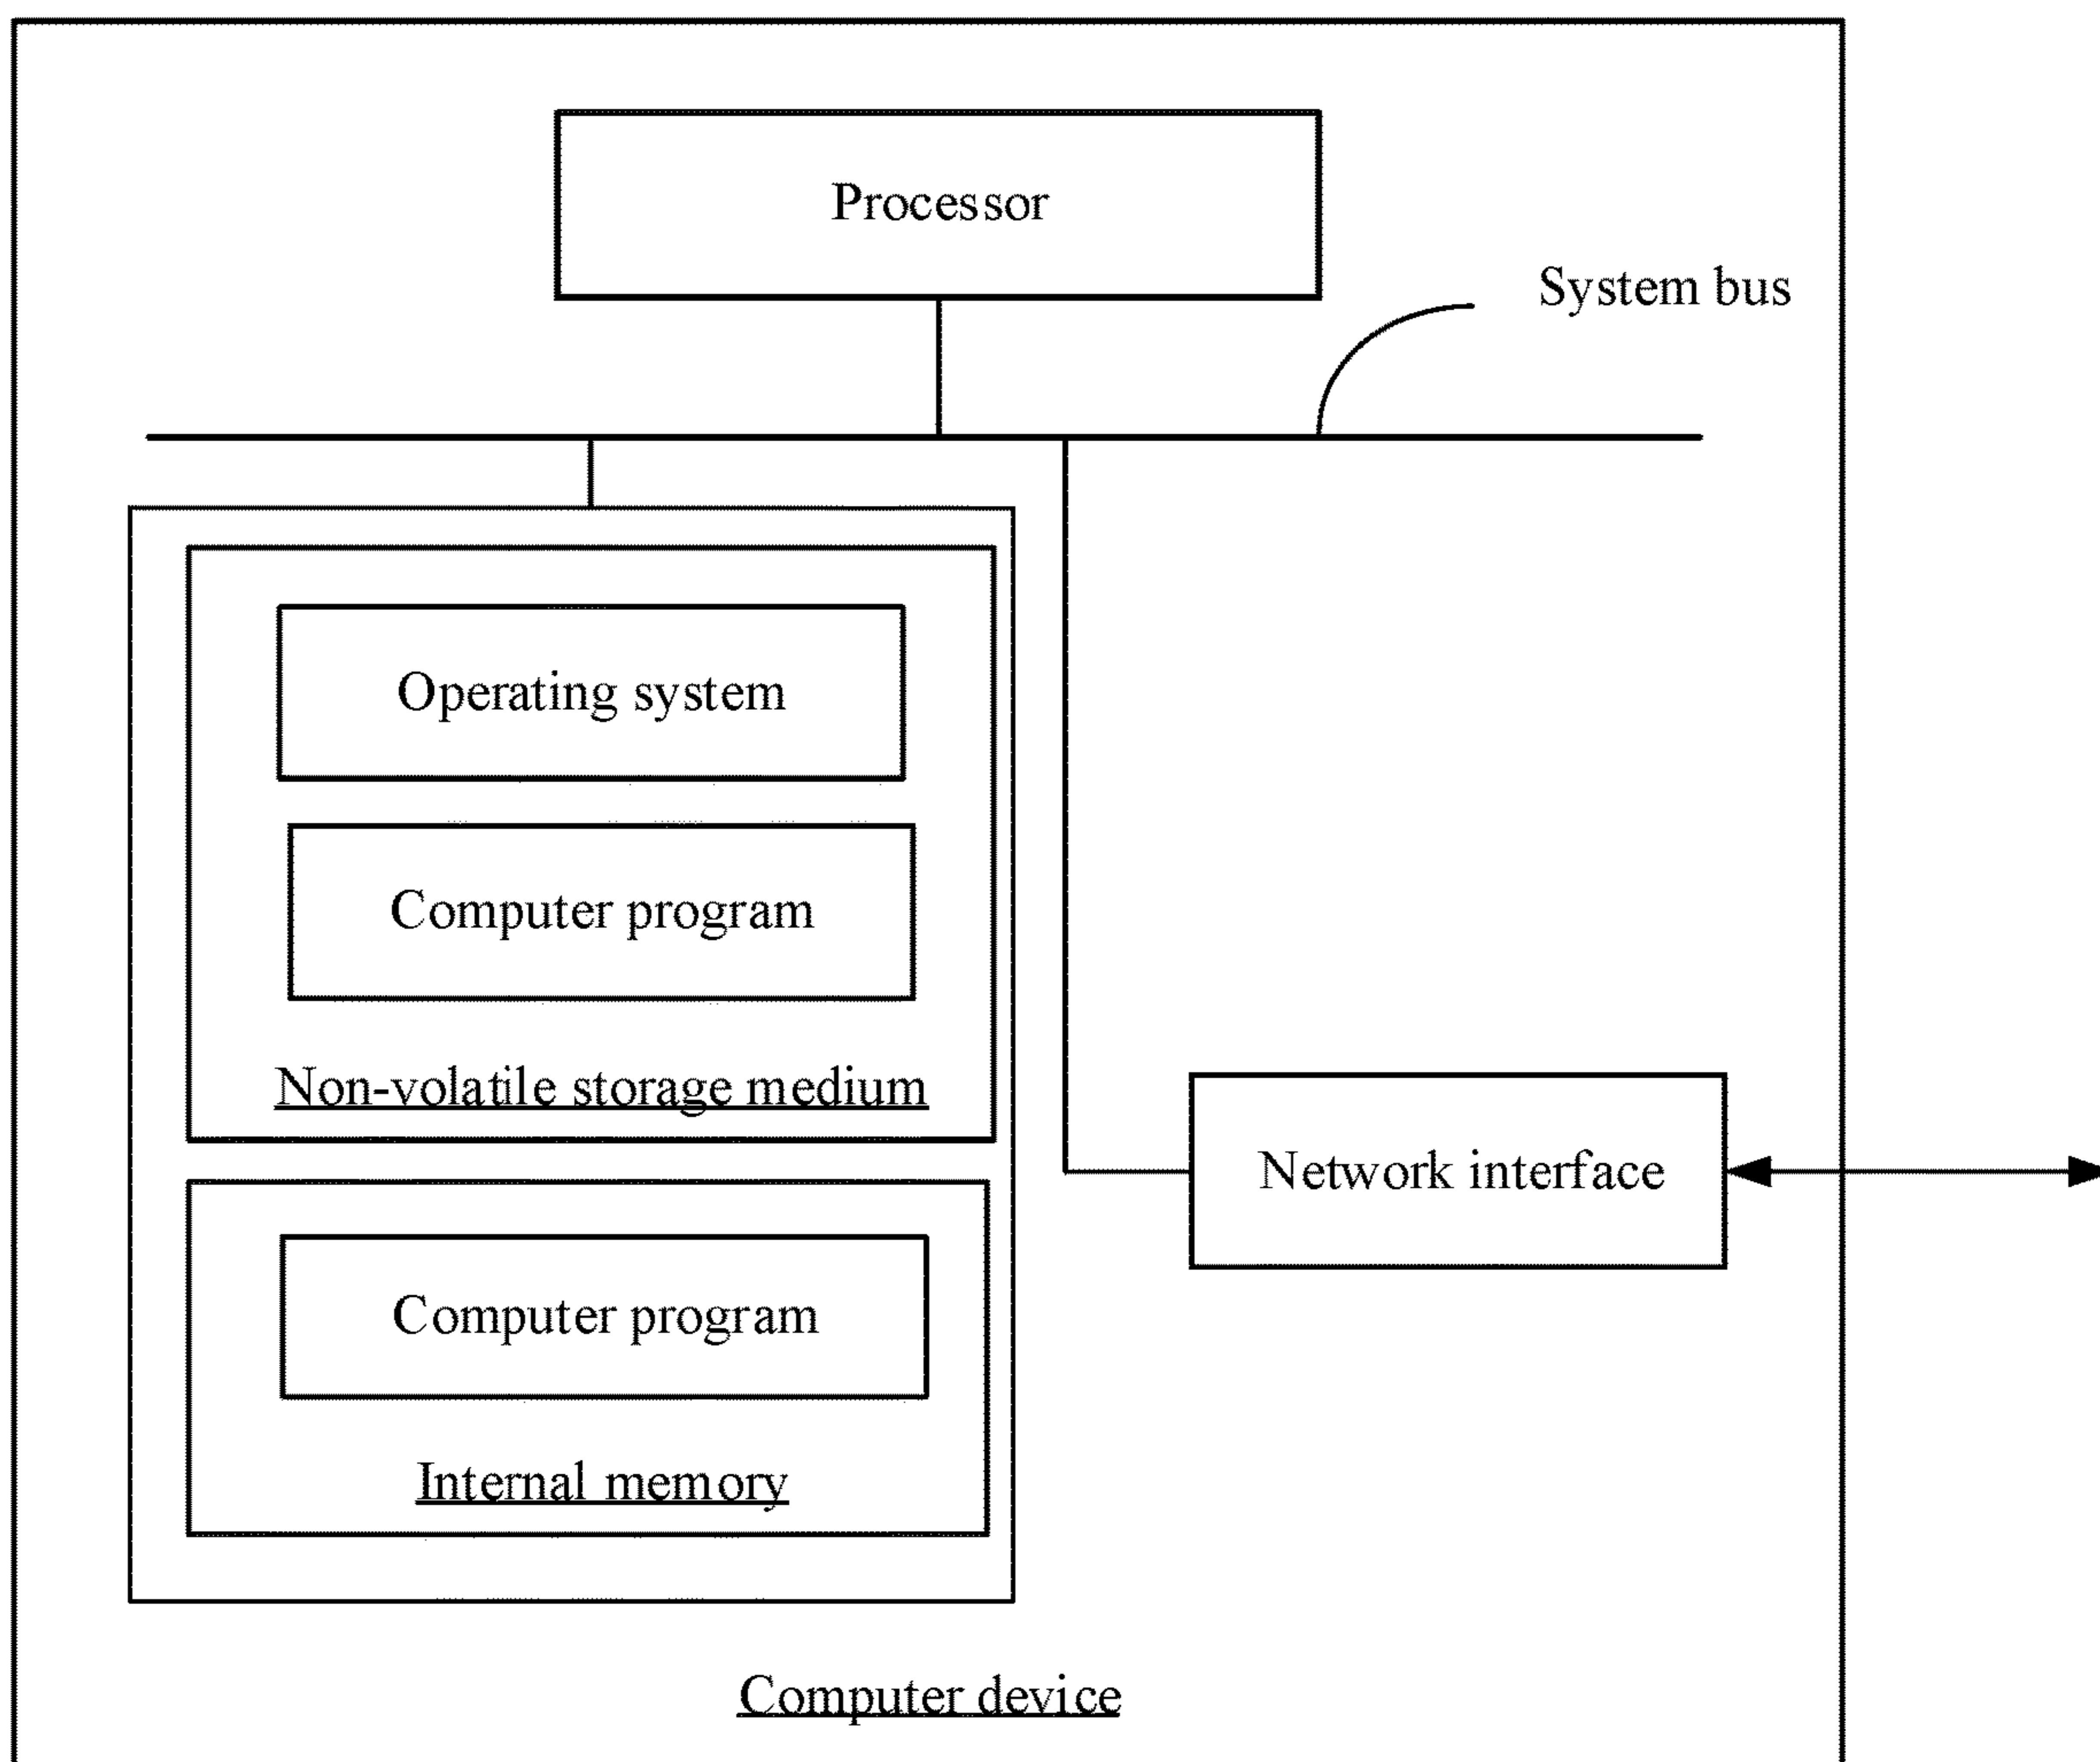 Processor
System bus
Operating system
Computer program
Non-volatile storage medium
Network interface
Computer program
Internal memory
Computer device